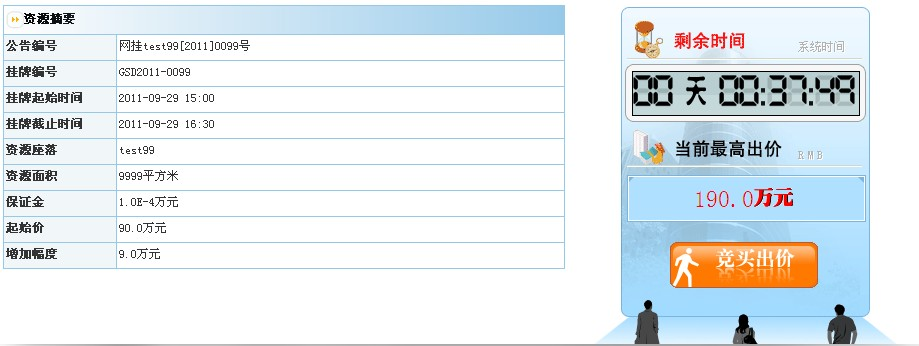 资源摘要
公告编号 网挂test99[2011]0099号
挂牌编号 GSD2011-0099
挂牌起始时间 2011-09-29 15:00
挂牌截止时间 2011-09-29 16:30
资源座落 test99
资源面积 9999平方米
保证金 1.0E-4万元
起始价 90.0万元
增加幅度 9.0万元
剩余时间 系统时间
00 天 00:37:49
当前最高出价 RMB
190.0万元
竞买出价